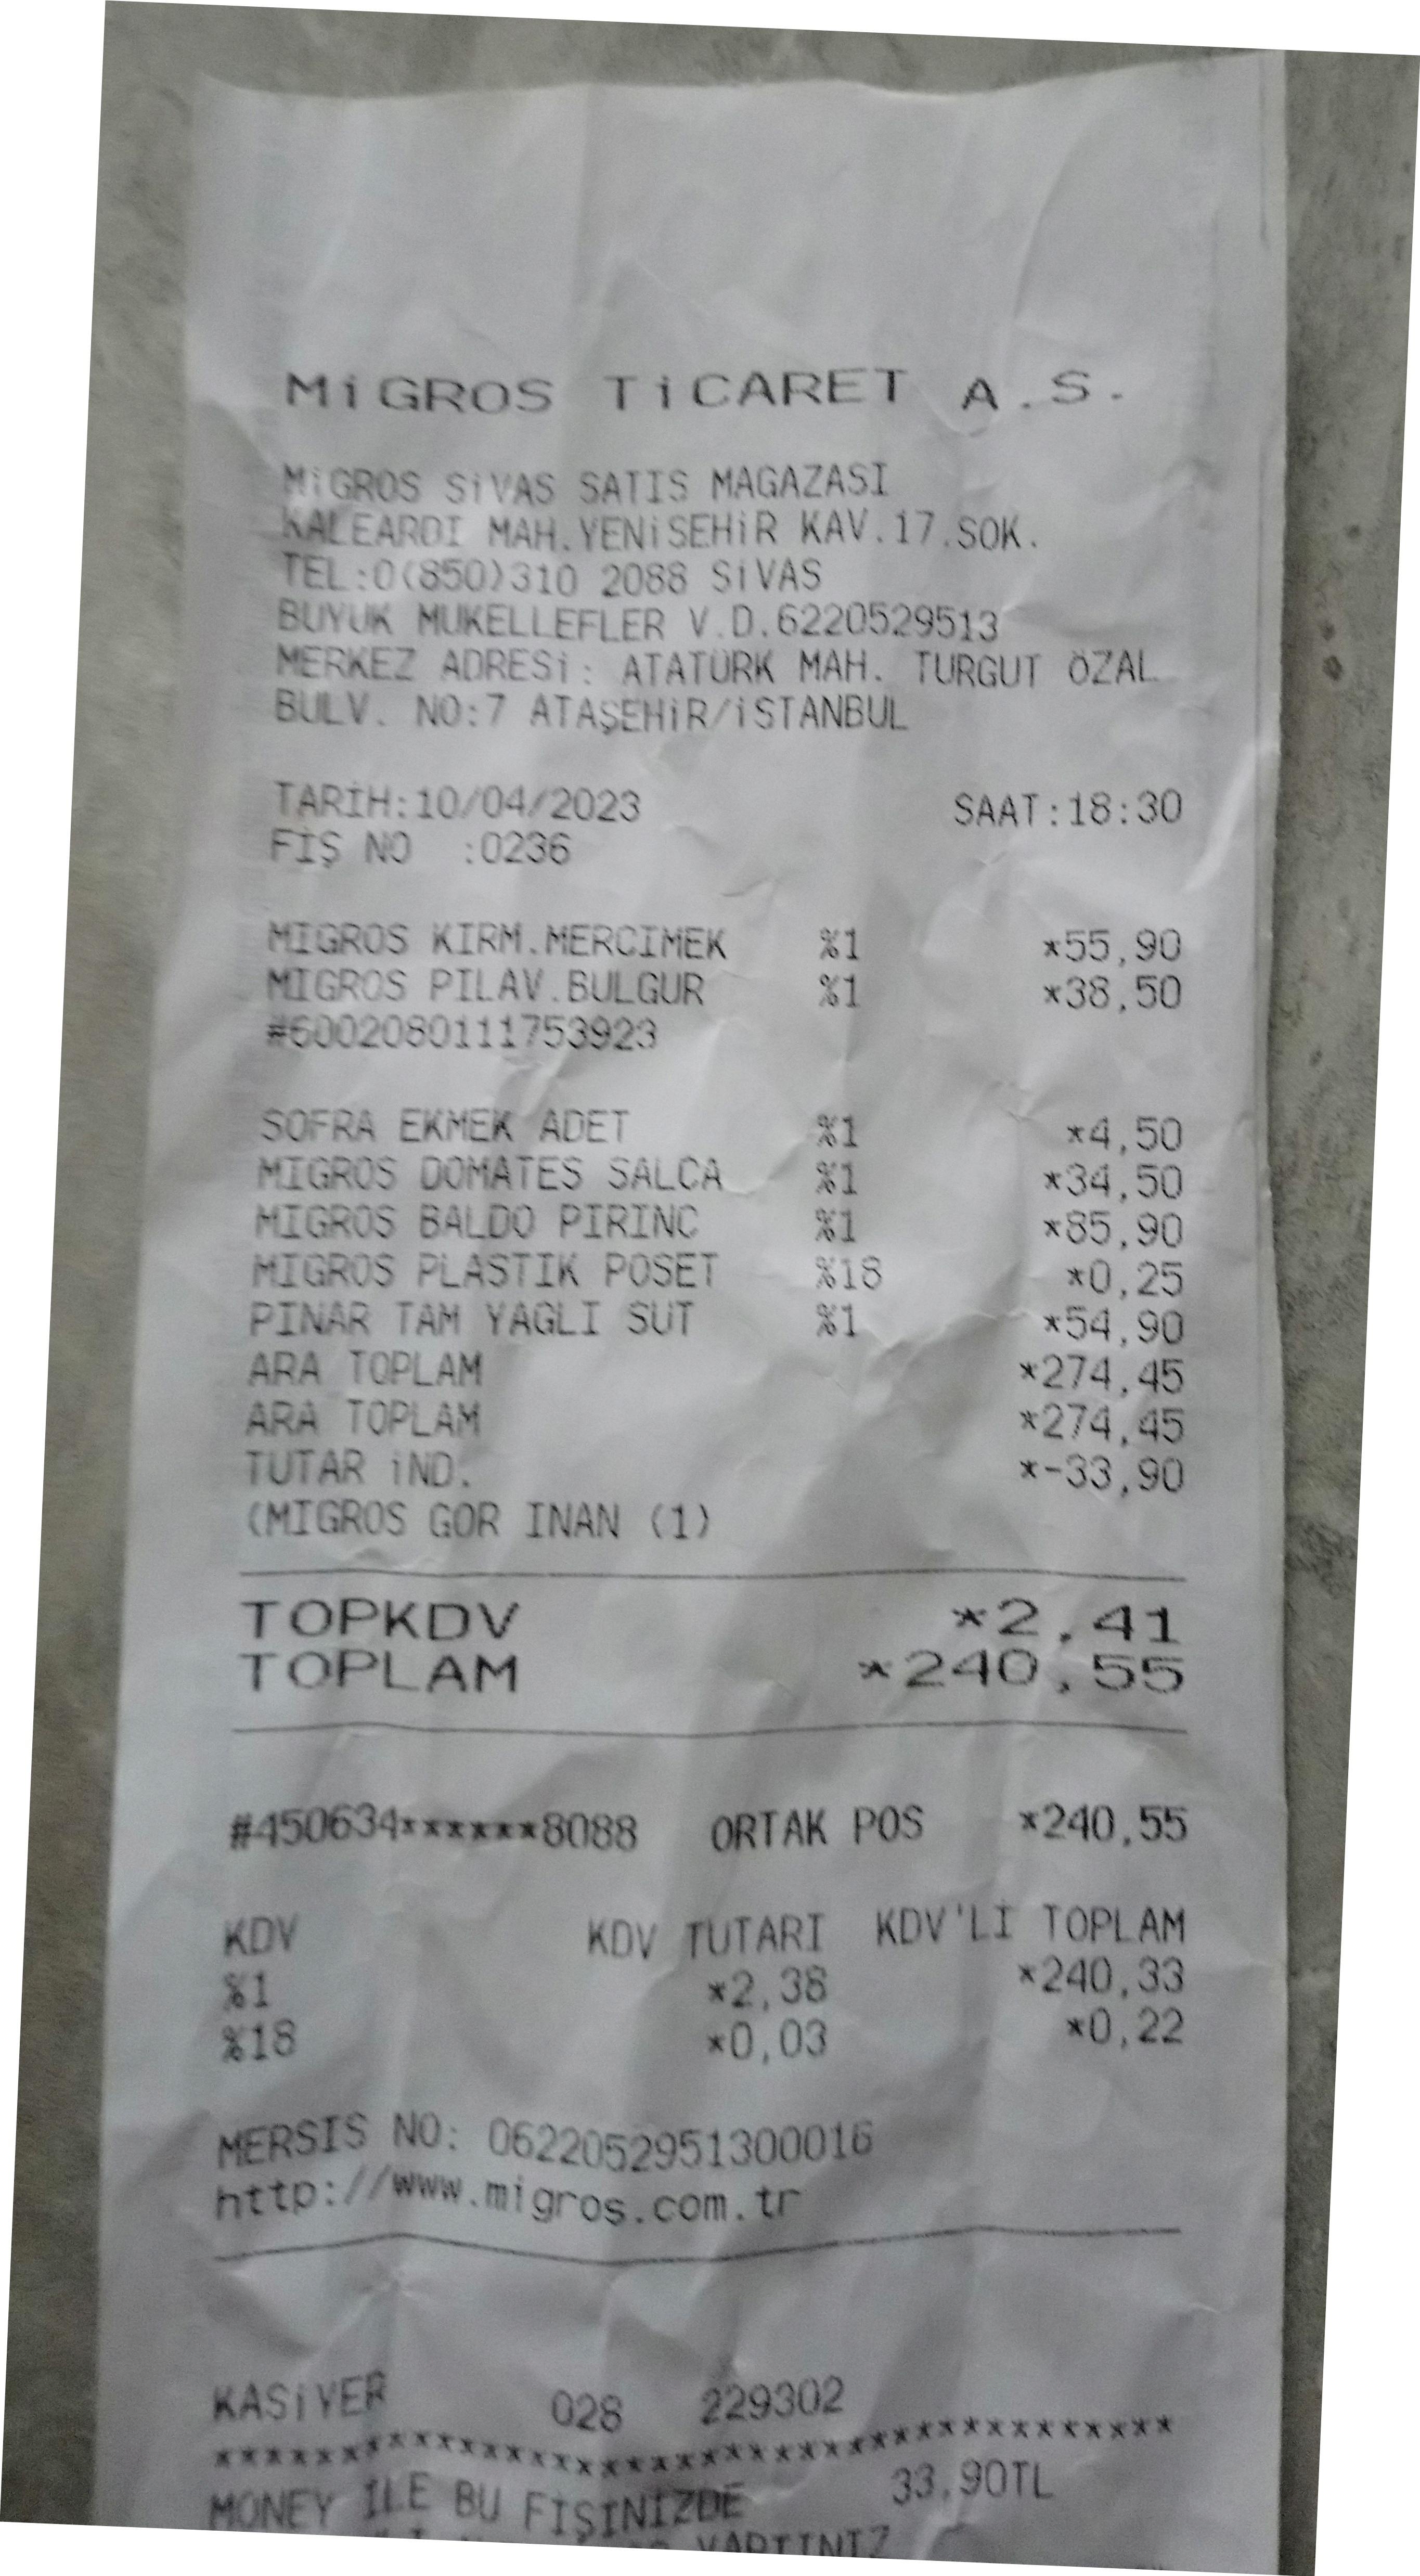 MiGROS TiCARET A.S.
MiGROS SiVAS SATIS MAGAZASI
KALEARDI MAH.YENiSEHiR KAV.17.SOK.
TEL:0(850)310 2088 SiVAS
BUYUK MUKELLEFLER V.D.6220529513
MERKEZ ADRESi: ATATÜRK MAH. TURGUT ÖZAL
BULV. NO:7 ATAŞEHiR/iSTANBUL
TARİH:10/04/2023 SAAT:18:30
FİŞ NO :0236
MIGROS KIRM.MERCIMEK %1 *55,90
MIGROS PILAV.BULGUR %1 *38,50
#6002080111753923
SOFRA EKMEK ADET %1 *4,50
MIGROS DOMATES SALCA %1 *34,50
MIGROS BALDO PIRINC %1 *85,90
MIGROS PLASTIK POSET %18 *0,25
PINAR TAM YAGLI SUT %1 *54,90
ARA TOPLAM *274,45
ARA TOPLAM *274,45
TUTAR iND. *-33,90
(MIGROS GOR INAN (1)
TOPKDV *2,41
TOPLAM *240,55
#450634******8088 ORTAK POS *240,55
KDV KDV TUTARI KDV'Lİ TOPLAM
%1 *2,38 *240,33
%18 *0,03 *0,22
MERSIS NO: 0622052951300016
http://www.migros.com.tr
KASiYER 028 229302
******************************************
MONEY İLE BU FİŞİNİZDE 33,90TL